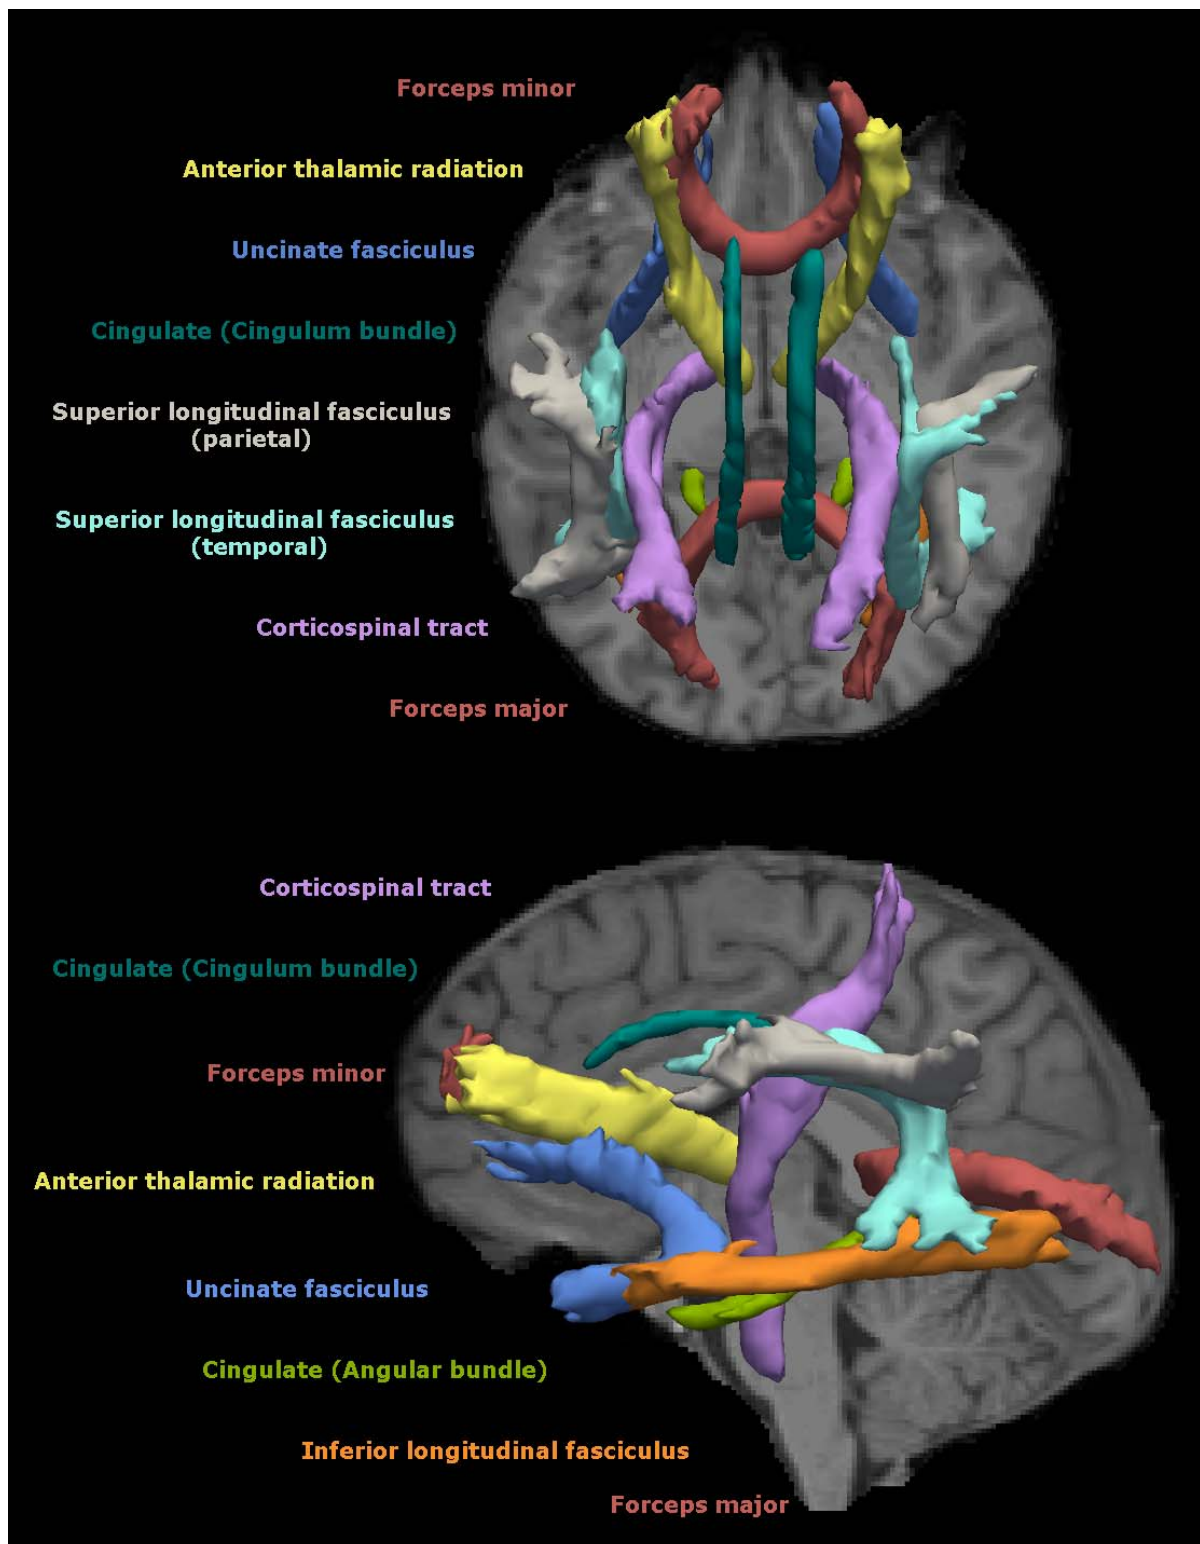 Forceps minor
Anterior thalamic radiation
Uncinate fasciculus
Cingulate (Cingulum bundle)
Superior longitudinal fasciculus
(parietal)
Superior longitudinal fasciculus
(temporal)
Corticospinal tract
Forceps major
Corticospinal tract
Cingulate (Cingulum bundle)
Forceps minor
Anterior thalamic radiation
Uncinate fasciculus
Cingulate (Angular bundle)
Inferior longitudinal fasciculus
Forceps major